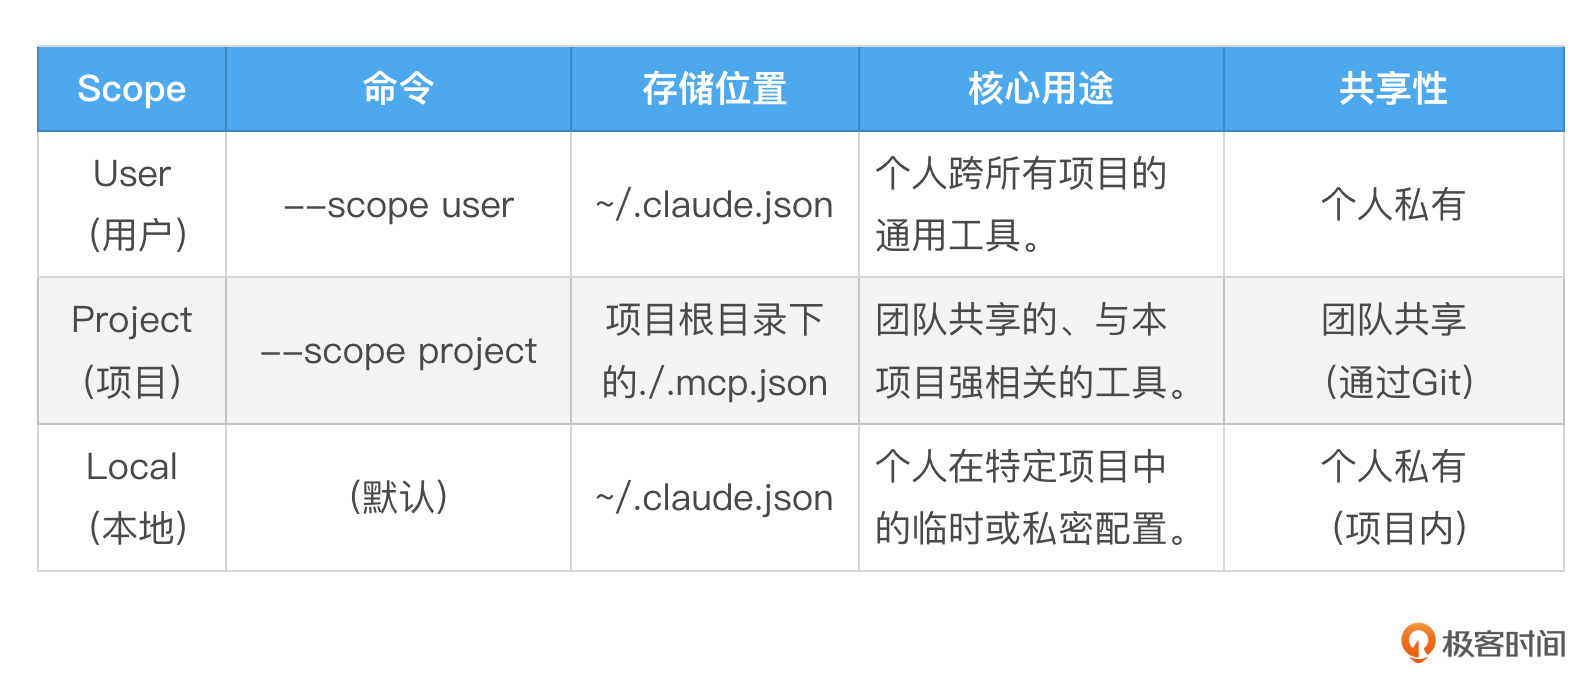 Scope 命令 存储位置 核心用途 共享性
User
(用户)
--scope user
~/.claude.json
个人跨所有项目的
通用工具。
个人私有
Project
(项目)
--scope project
项目根目录下
的./.mcp.json
团队共享的、与本
项目强相关的工具。
团队共享
(通过Git)
Local
(本地)
(默认)
~/.claude.json
个人在特定项目中
的临时或私密配置。
个人私有
(项目内)
极客时间